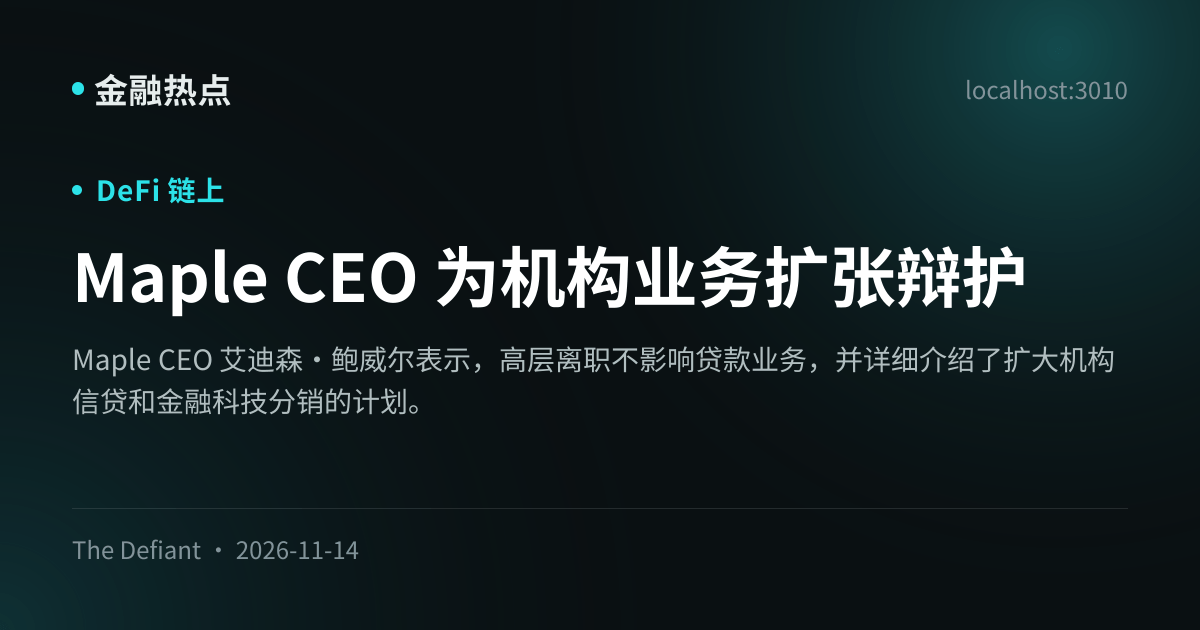 金融热点
localhost:3010
DeFi 链上
Maple CEO 为机构业务扩张辩护
Maple CEO 艾迪森·鲍威尔表示，高层离职不影响贷款业务，并详细介绍了扩大机构
信贷和金融科技分销的计划。
The Defiant · 2026-11-14